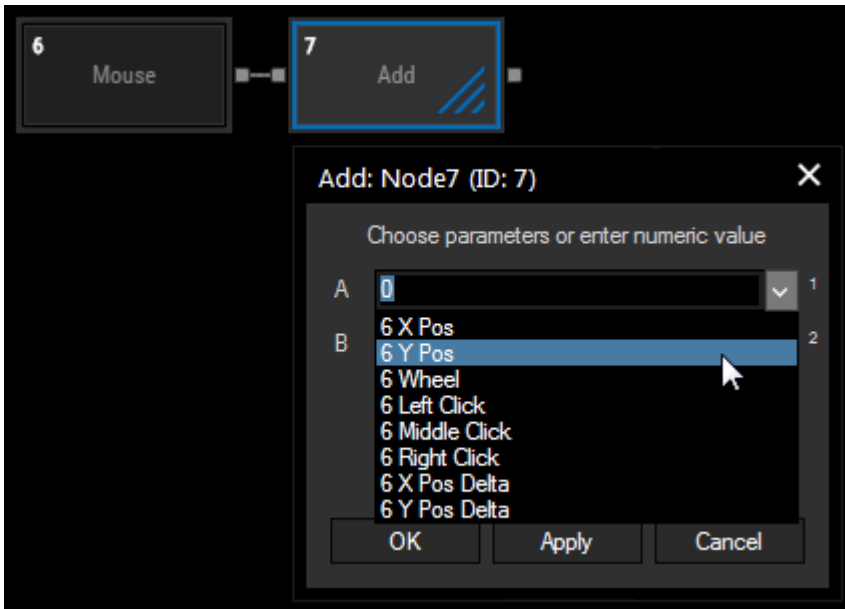 6
Mouse
7
Add
Add: Node7 (ID: 7)
Choose parameters or enter numeric value
A 0 1
6 X Pos
B 2
6 Y Pos
6 Wheel
6 Left Click
6 Middle Click
6 Right Click
6 X Pos Delta
6 Y Pos Delta
OK Apply Cancel